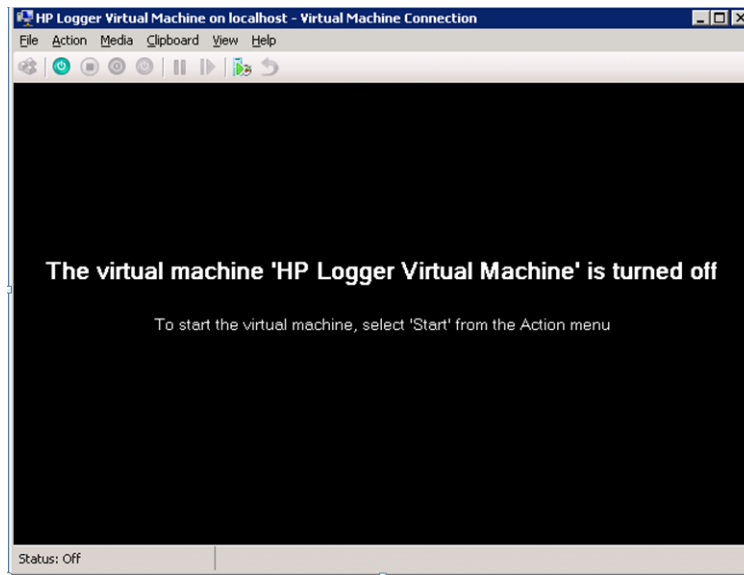 HP Logger Virtual Machine on localhost - Virtual Machine Connection
File Action Media Clipboard View Help
The virtual machine 'HP Logger Virtual Machine' is turned off
To start the virtual machine, select 'Start' from the Action menu
Status: Off